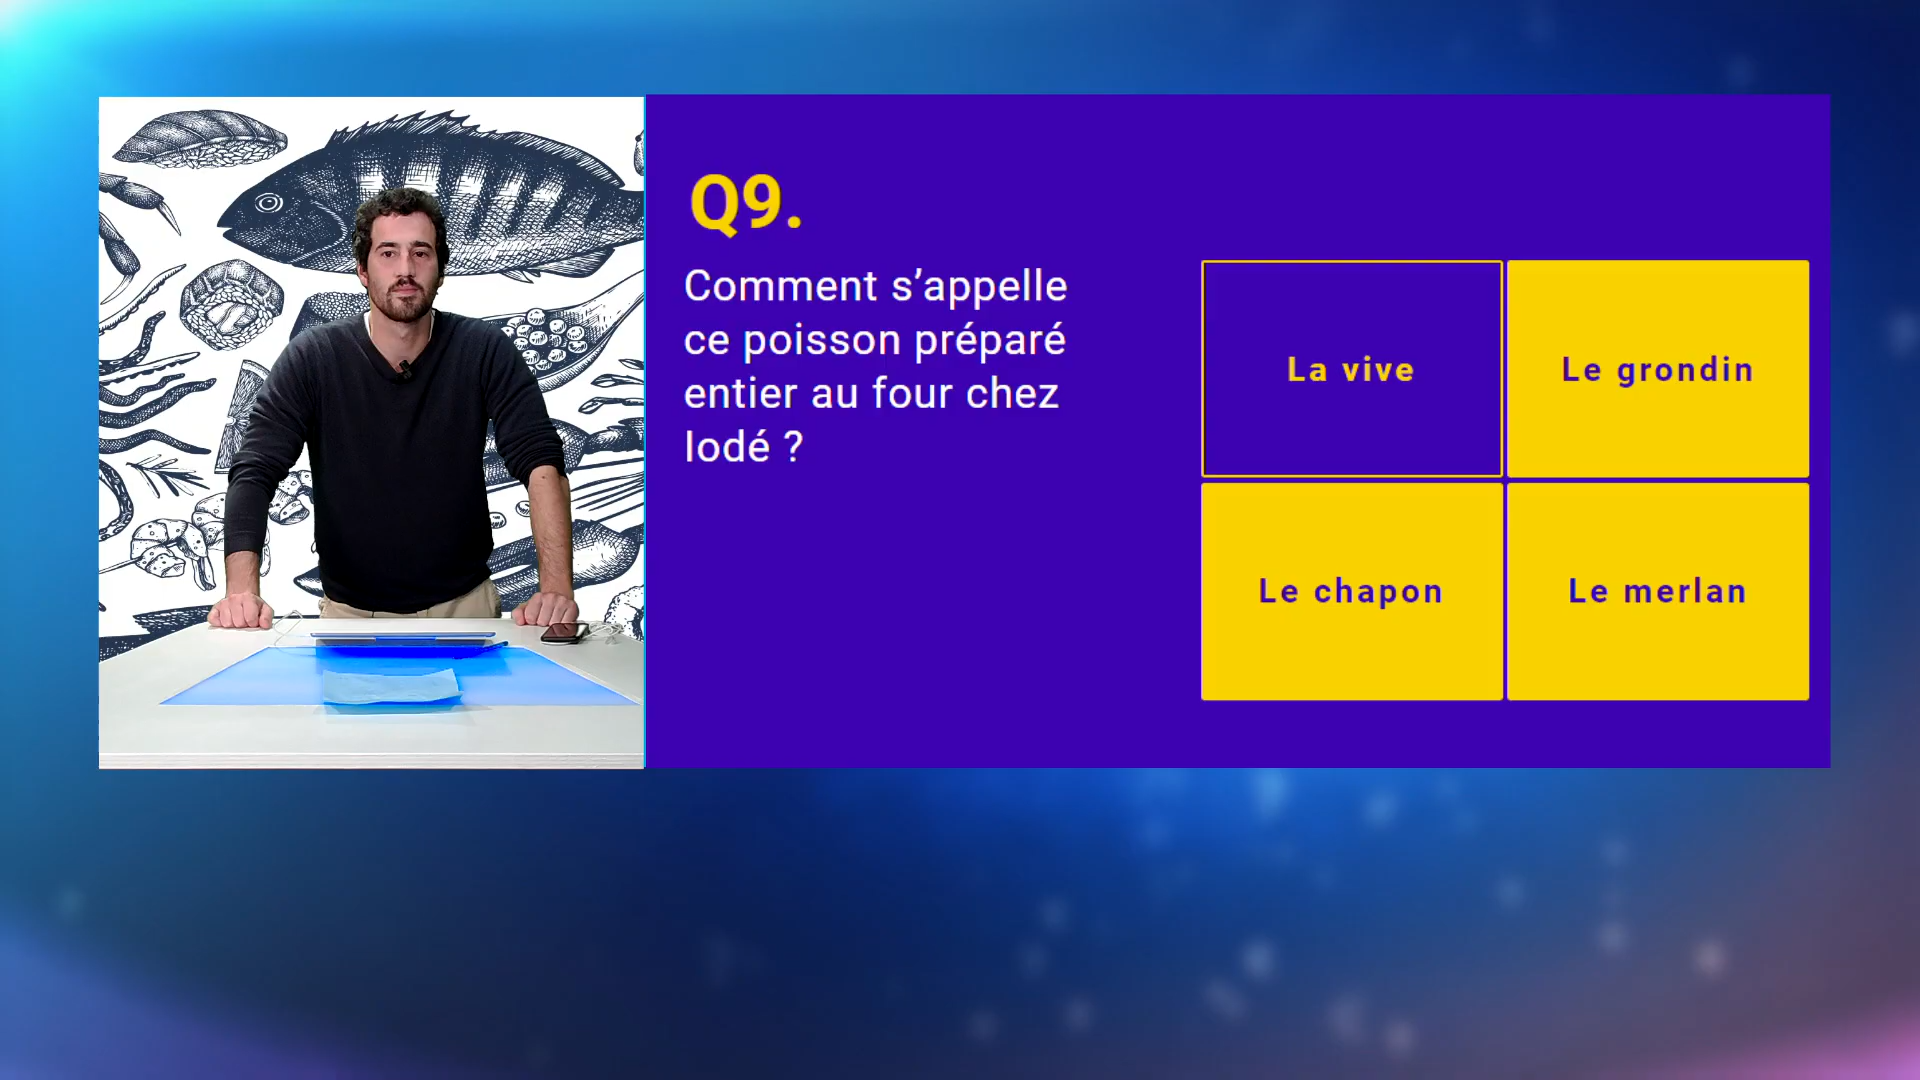 Q9.
Comment s’appelle
ce poisson préparé
entier au four chez
Iodé ?
La vive
Le grondin
Le chapon
Le merlan